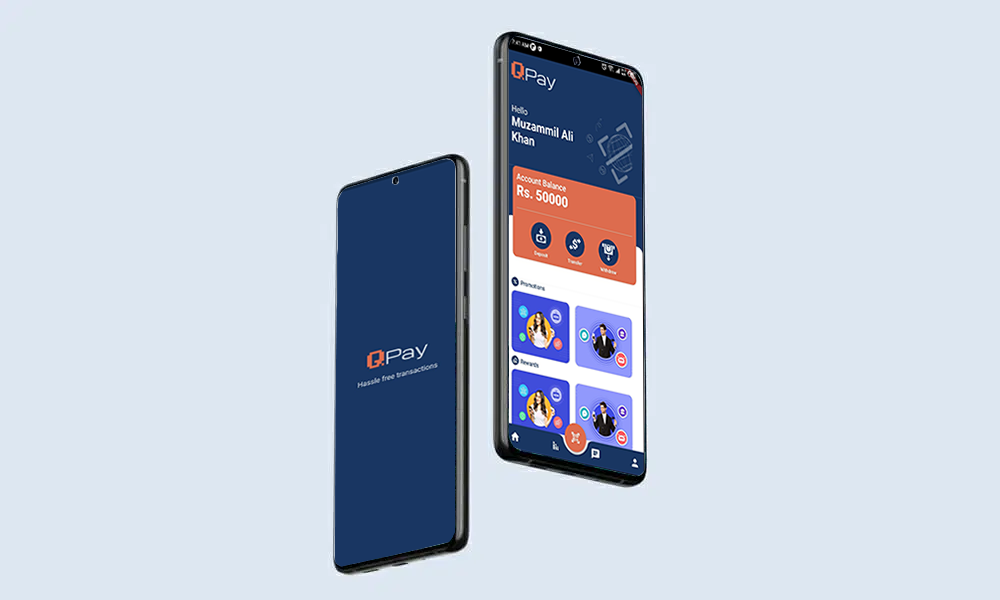 QPay
Hassle free transactions
7:41 AM
QPay
Hello
Muzammil Ali
Khan
Account Balance
Rs. 50000
Deposit
Transfer
Withdraw
Promotions
Rewards